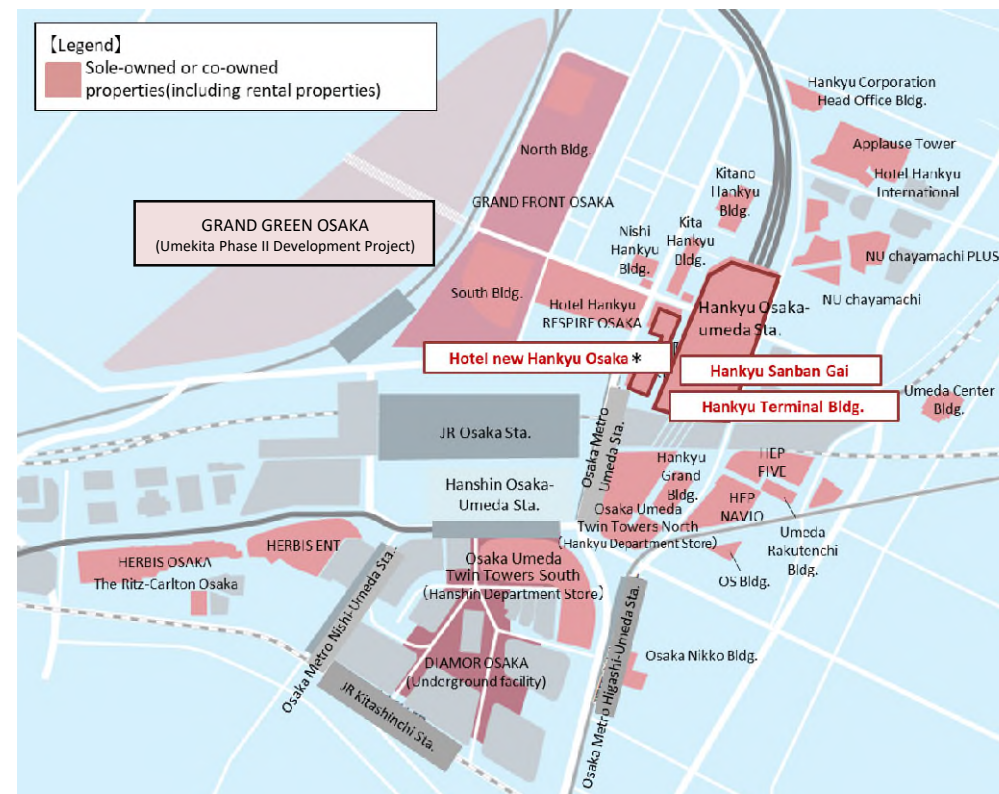 【Legend】
Sole-owned or co-owned
properties(including rental properties)
Hankyu Corporation
Head Office Bldg.
North Bldg.
Applause Tower
Kitano
Hankyu
Bldg.
Hotel Hankyu
International
GRAND FRONT OSAKA
GRAND GREEN OSAKA
(Umekita Phase II Development Project)
Nishi
Hankyu
Bldg.
Kita
Hankyu
Bldg.
NU chayamachi PLUS
South Bldg.
Hotel Hankyu
RESPIRE OSAKA
Hankyu Osaka-
umeda Sta.
NU chayamachi
Hotel new Hankyu Osaka*
Hankyu Sanban Gai
Hankyu Terminal Bldg.
Umeda Center
Bldg.
JR Osaka Sta.
Osaka Metro
Umeda Sta.
Hanshin Osaka-
Umeda Sta.
Hankyu
Grand
Bldg.
HEP
FIVE
HEP
NAVIO
Osaka Umeda
Twin Towers North
(Hankyu Department Store)
Umeda
Rakutenchi
Bldg.
OS Bldg.
HERBIS OSAKA
HERBIS ENT
The Ritz-Carlton Osaka
Osaka Umeda
Twin Towers South
(Hanshin Department Store)
Osaka Metro Nishi-Umeda Sta.
Osaka Metro Higashi-Umeda Sta.
Osaka Nikko Bldg.
DIAMOR OSAKA
(Underground facility)
JR Kitashinchi Sta.